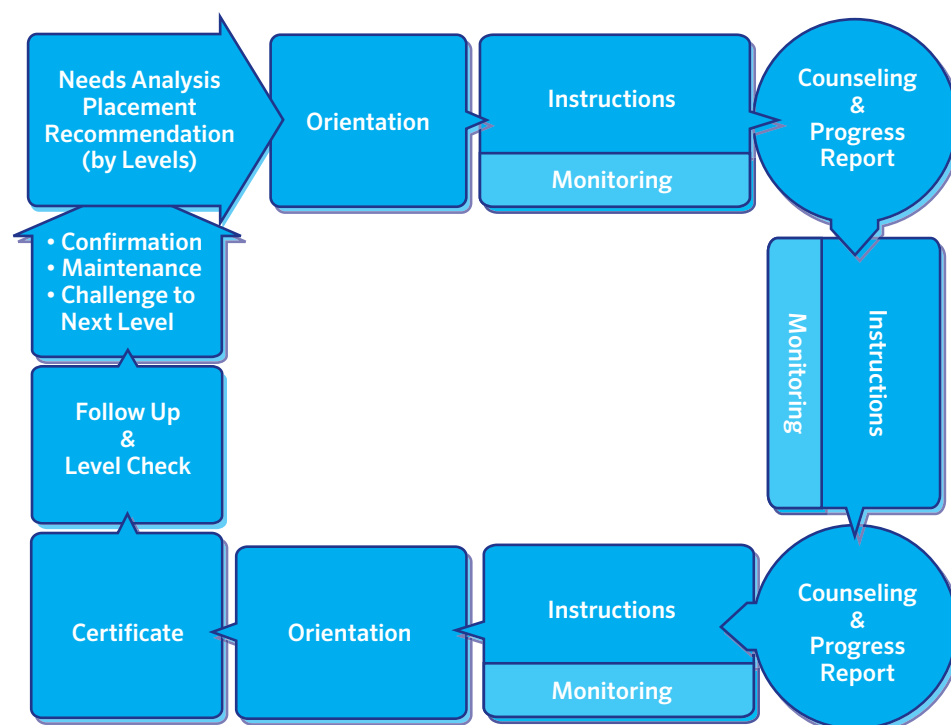 Needs Analysis
Placement
Recommendation
(by Levels)
Orientation
Instructions
Monitoring
Counseling
&
Progress
Report
Instructions
Monitoring
Counseling
&
Progress
Report
Instructions
Monitoring
Orientation
Certificate
Follow Up
&
Level Check
• Confirmation
• Maintenance
• Challenge to
Next Level